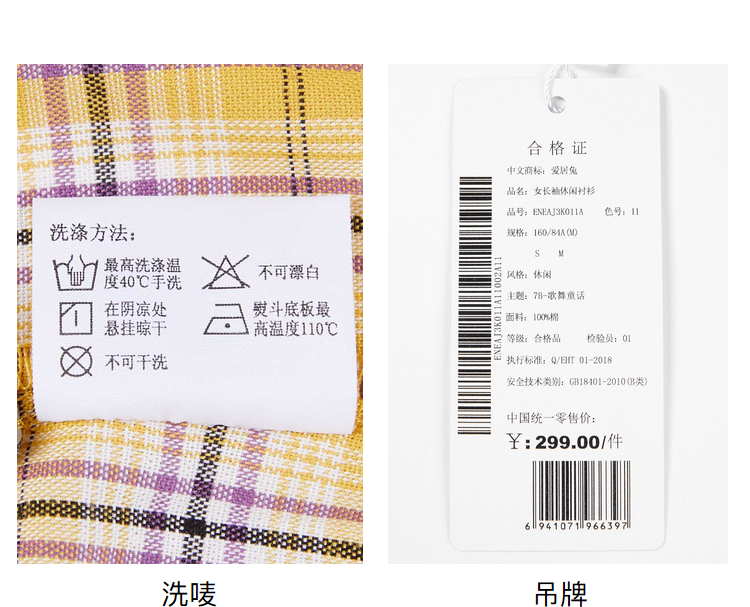 洗涤方法:
最高洗涤温
度40℃手洗
不可漂白
在阴凉处
悬挂晾干
熨斗底板最
高温度110℃
不可干洗
洗唛
合格证
中文商标: 爱居兔
品名: 女长袖休闲衬衫
品号: ENEAJ3K011A 色号: 11
规格: 160/84A(M)
S M
风格: 休闲
主题: 7B-歌舞童话
面料: 100%棉
等级: 合格品 检验员: 01
执行标准: Q/EHT 01-2018
安全技术类别: GB18401-2010(B类)
ENEAJ3K011A11002A11
中国统一零售价:
¥:299.00/件
6 941071 966397
吊牌